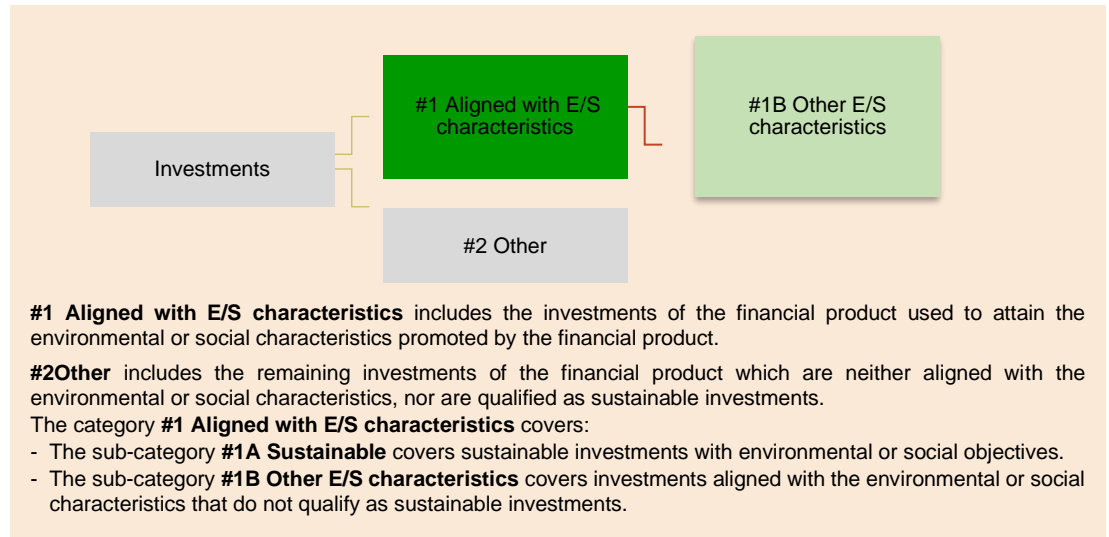 #1 Aligned with E/S
characteristics
#1B Other E/S
characteristics
Investments
#2 Other
#1 Aligned with E/S characteristics includes the investments of the financial product used to attain the
environmental or social characteristics promoted by the financial product.
#2Other includes the remaining investments of the financial product which are neither aligned with the
environmental or social characteristics, nor are qualified as sustainable investments.
The category #1 Aligned with E/S characteristics covers:
- The sub-category #1A Sustainable covers sustainable investments with environmental or social objectives.
- The sub-category #1B Other E/S characteristics covers investments aligned with the environmental or social
characteristics that do not qualify as sustainable investments.